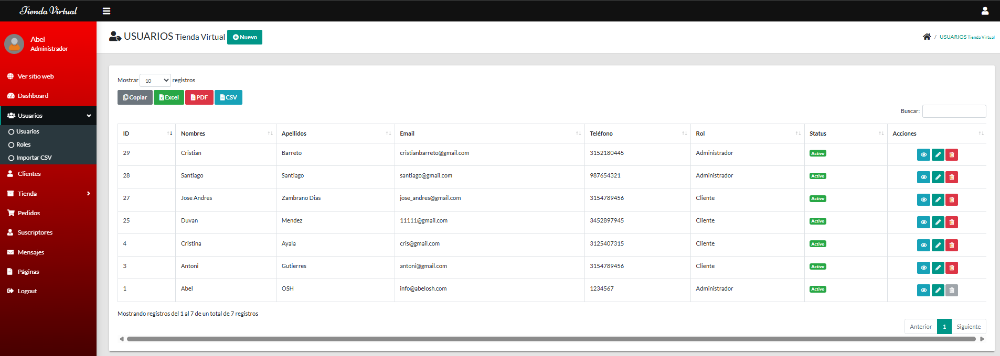 Tienda Virtual
Abel
Administrador
Ver sitio web
Dashboard
Usuarios
Usuarios
Roles
Importar CSV
Clientes
Tienda
Pedidos
Suscriptores
Mensajes
Páginas
Logout
USUARIOS Tienda Virtual Nuevo
/ USUARIOS Tienda Virtual
Mostrar 10 registros
Copiar Excel PDF CSV
Buscar:
ID Nombres Apellidos Email Teléfono Rol Status Acciones
29 Cristian Barreto cristianbarreto@gmail.com 3152180445 Administrador Activo
28 Santiago Santiago santiago@gmail.com 987654321 Administrador Activo
27 Jose Andres Zambrano Dias jose_andres@gmail.com 3154789456 Cliente Activo
25 Duvan Mendez 11111@gmail.com 3452897945 Cliente Activo
4 Cristina Ayala cris@gmail.com 3125407315 Cliente Activo
3 Antoni Gutierres antoni@gmail.com 3154789456 Cliente Activo
1 Abel OSH info@abelosh.com 1234567 Administrador Activo
Mostrando registros del 1 al 7 de un total de 7 registros
Anterior 1 Siguiente